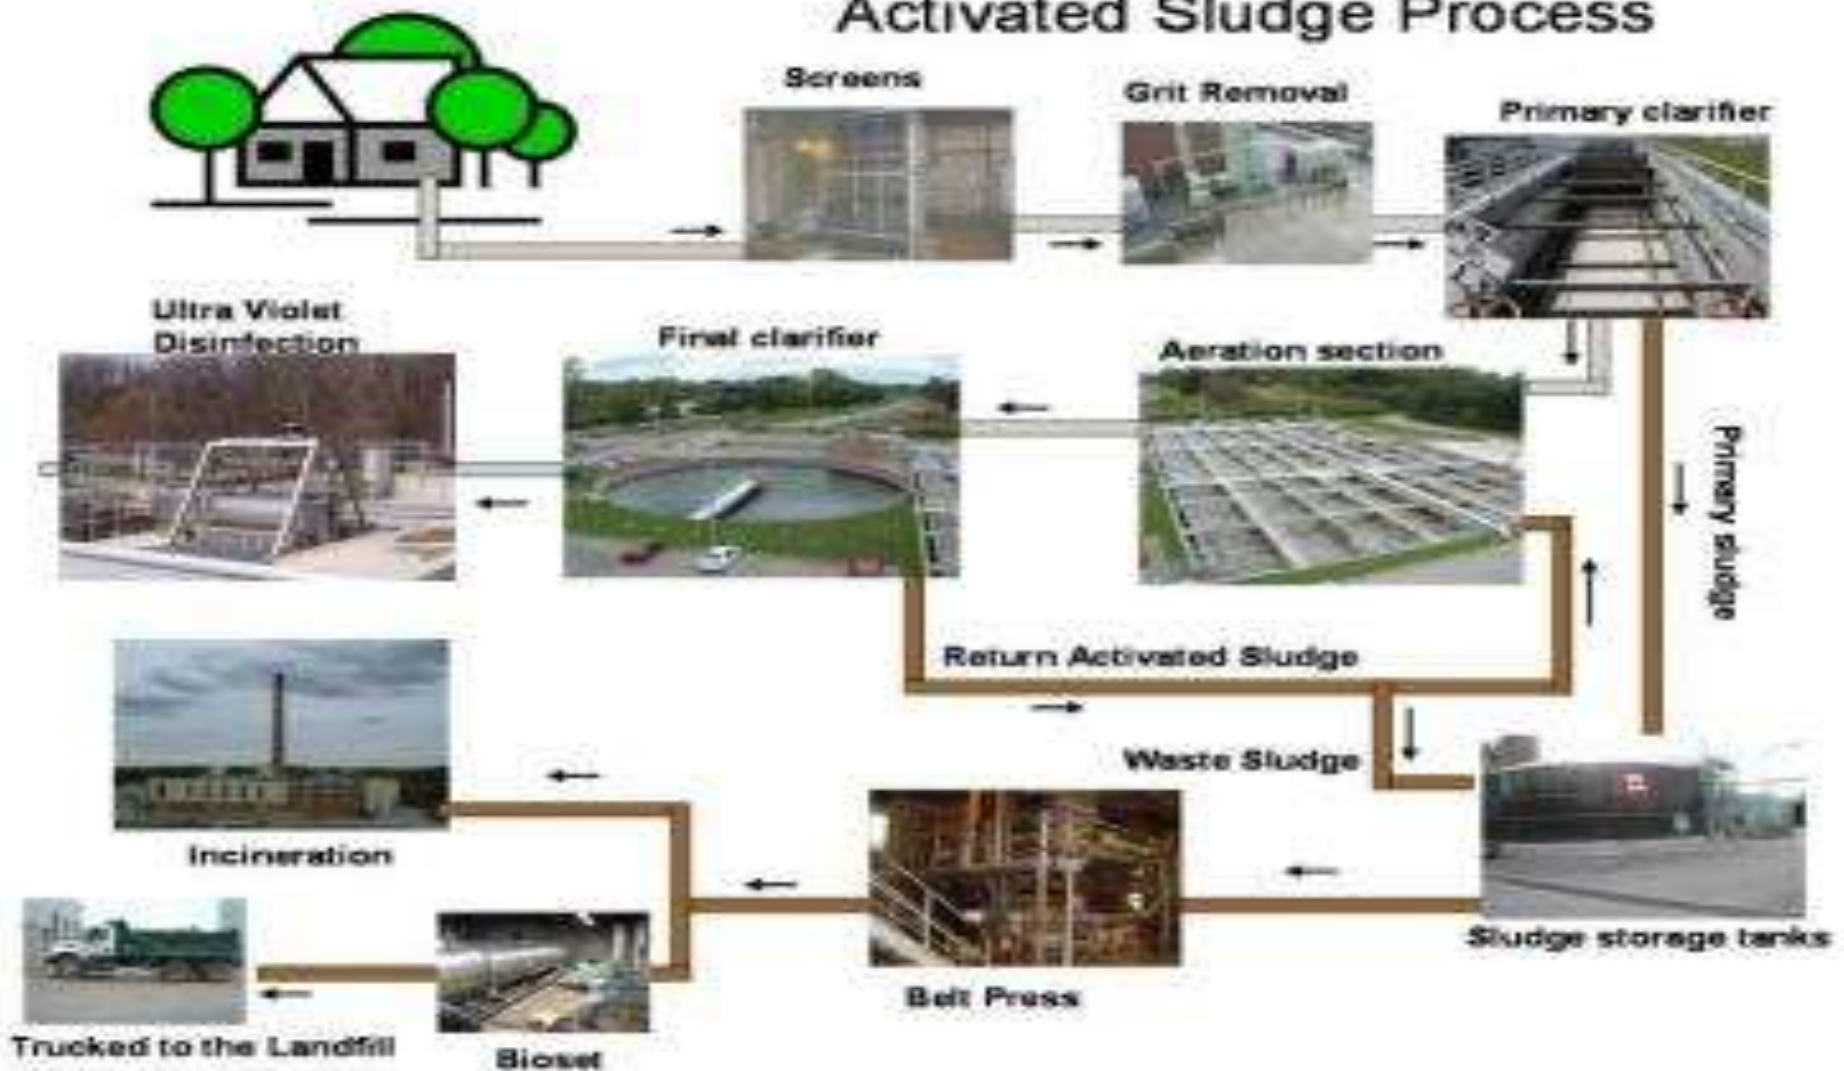 Activated Sludge Process
Screens
Grit Removal
Primary clarifier
Ultra Violet
Disinfection
Final clarifier
Aeration section
Primary sludge
Return Activated Sludge
Waste Sludge
Incineration
Sludge storage tanks
Belt Press
Trucked to the Landfill
Bioset